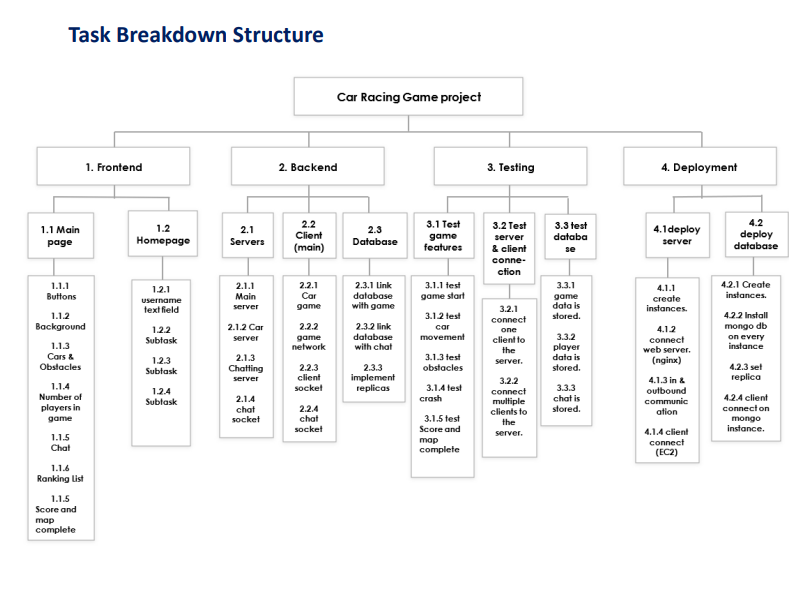 Task Breakdown Structure
Car Racing Game project
1. Frontend
2. Backend
3. Testing
4. Deployment
1.1 Main
page
1.2
Homepage
2.1
Servers
2.2
Client
(main)
2.3
Database
3.1 Test
game
features
3.2 Test
server
& client
conne-
ction
3.3 test
databa
se
4.1deploy
server
4.2
deploy
database
1.1.1
Buttons
1.1.2
Background
1.1.3
Cars &
Obstacles
1.1.4
Number of
players in
game
1.1.5
Chat
1.1.6
Ranking List
1.1.5
Score and
map
complete
1.2.1
username
textfield
1.2.2
Subtask
1.2.3
Subtask
1.2.4
Subtask
2.1.1
Main
server
2.1.2 Car
server
2.1.3
Chatting
server
2.1.4
chat
socket
2.2.1
Car
game
2.2.2
game
network
2.2.3
client
socket
2.2.4
chat
socket
2.3.1 Link
database
with game
2.3.2 link
database
with chat
2.3.3
implement
replicas
3.1.1 test
game start
3.1.2 test
car
movement
3.1.3 test
obstacles
3.1.4 test
crash
3.1.5 test
Score and
map
complete
3.2.1
connect
one
client to
the
server.
3.2.2
connect
multiple
clients to
the
server.
3.3.1
game
data is
stored.
3.3.2
player
data is
stored.
3.3.3
chat is
stored.
4.1.1
create
instances.
4.1.2
connect
web server.
(nginx)
4.1.3 in &
outbound
communic
ation
4.1.4 client
connect
(EC2)
4.2.1 Create
instances.
4.2.2 Install
mongo db
on every
instance
4.2.3 set
replica
4.2.4 client
connect on
mongo
instance.